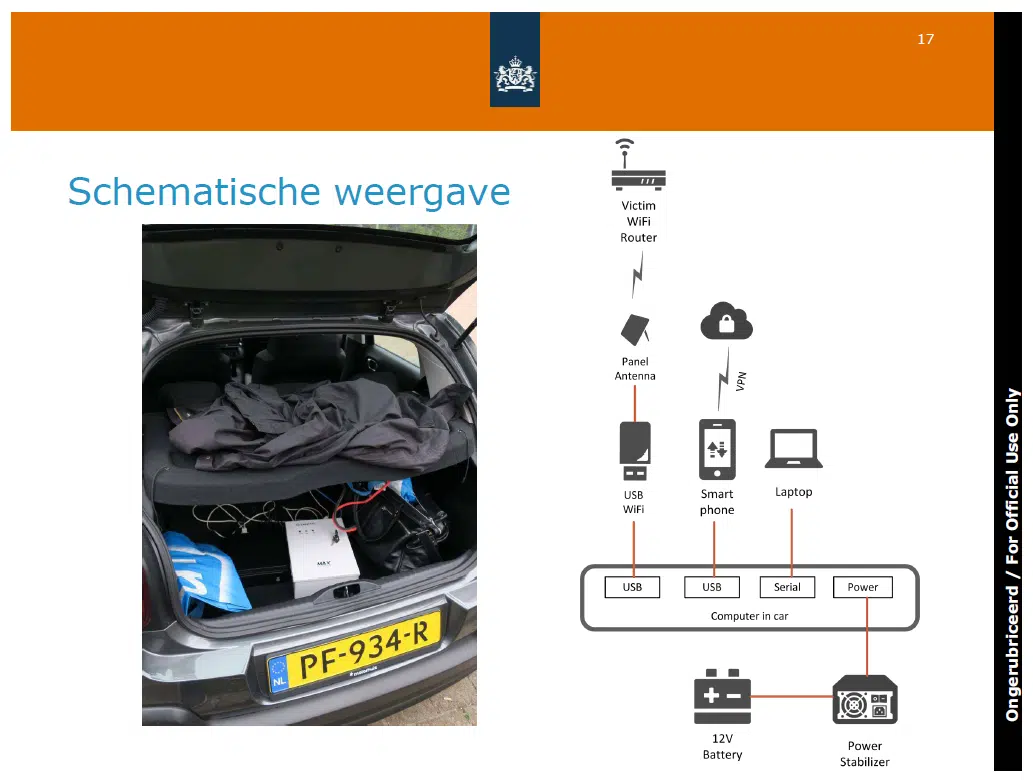 17
Schematische weergave
Victim
WiFi
Router
Panel
Antenna
VPN
USB
WiFi
Smart
phone
Laptop
USB
USB
Serial
Power
Computer in car
12V
Battery
Power
Stabilizer
MAX
NL
PF-934-R
Ongerubriceerd / For Official Use Only